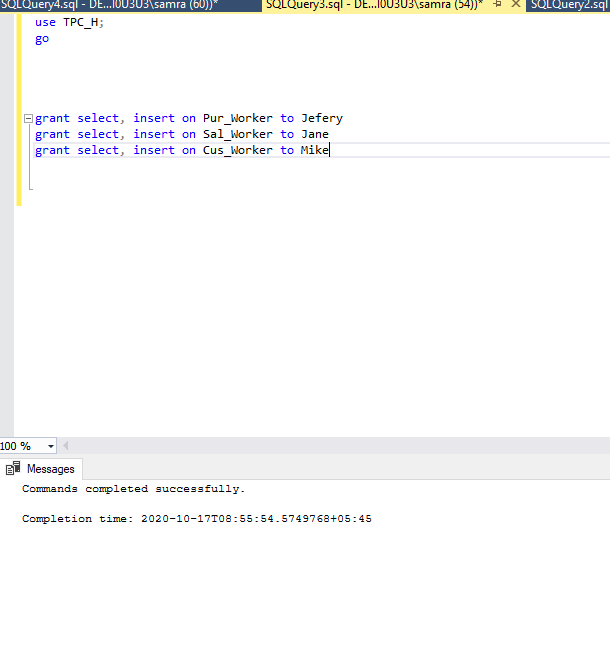 SQLQuery4.sql - DE...I0U3U3\samra (60))* SQLQuery3.sql - DE...I0U3U3\samra (54))* SQLQuery2.sql
use TPC_H;
go
grant select, insert on Pur_Worker to Jefery
grant select, insert on Sal_Worker to Jane
grant select, insert on Cus_Worker to Mike
100 %
Messages
Commands completed successfully.
Completion time: 2020-10-17T08:55:54.5749768+05:45